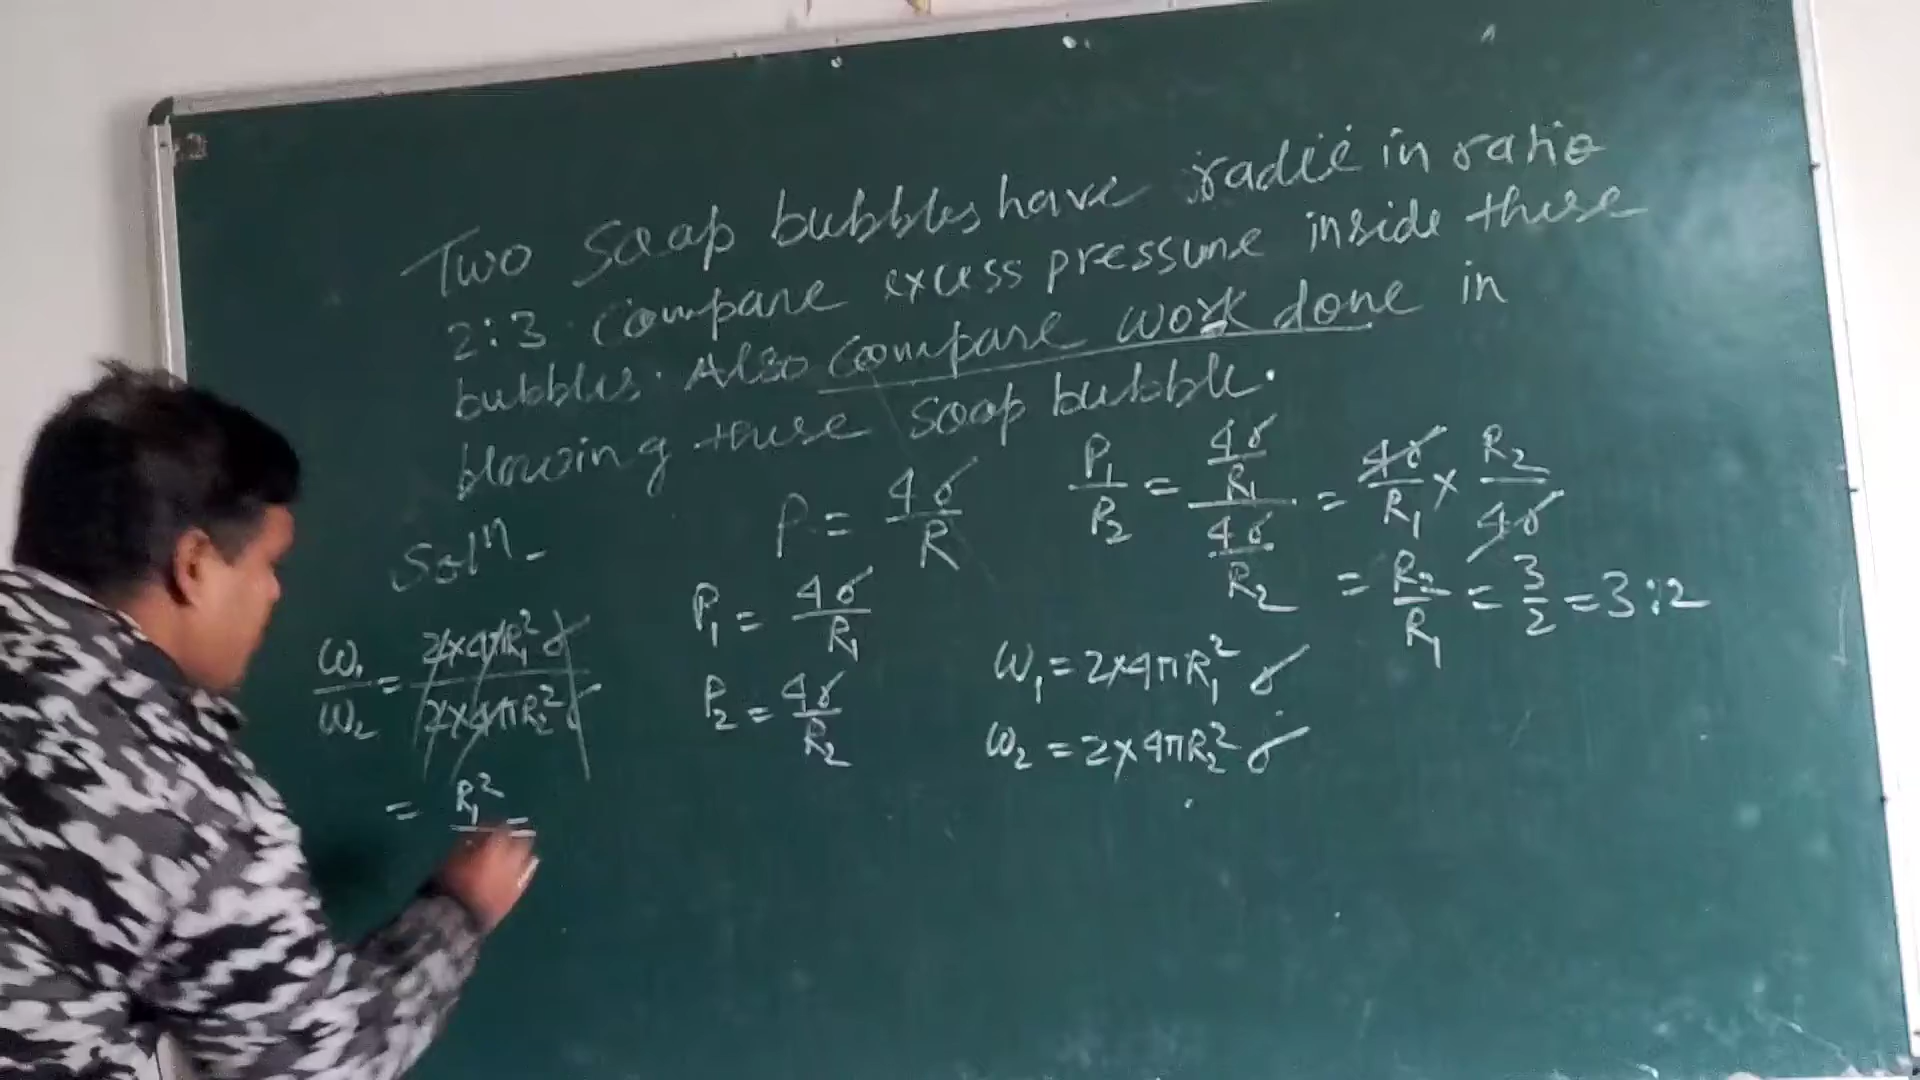 Two Soap bubbles have radii in ratio
2:3. Compare excess pressure inside these
bubbles. Also compare work done in
blowing these soap bubble.
Solⁿ -
P = 4σ/R
P₁/P₂ = (4σ/R₁)/(4σ/R₂) = 4σ/R₁ × R₂/4σ
= R₂/R₁ = 3/2 = 3:2
P₁ = 4σ/R₁
P₂ = 4σ/R₂
W₁ = 2×4πR₁²σ
W₂ = 2×4πR₂²σ
W₁/W₂ = 2×4πR₁²σ/2×4πR₂²σ
= R₁²